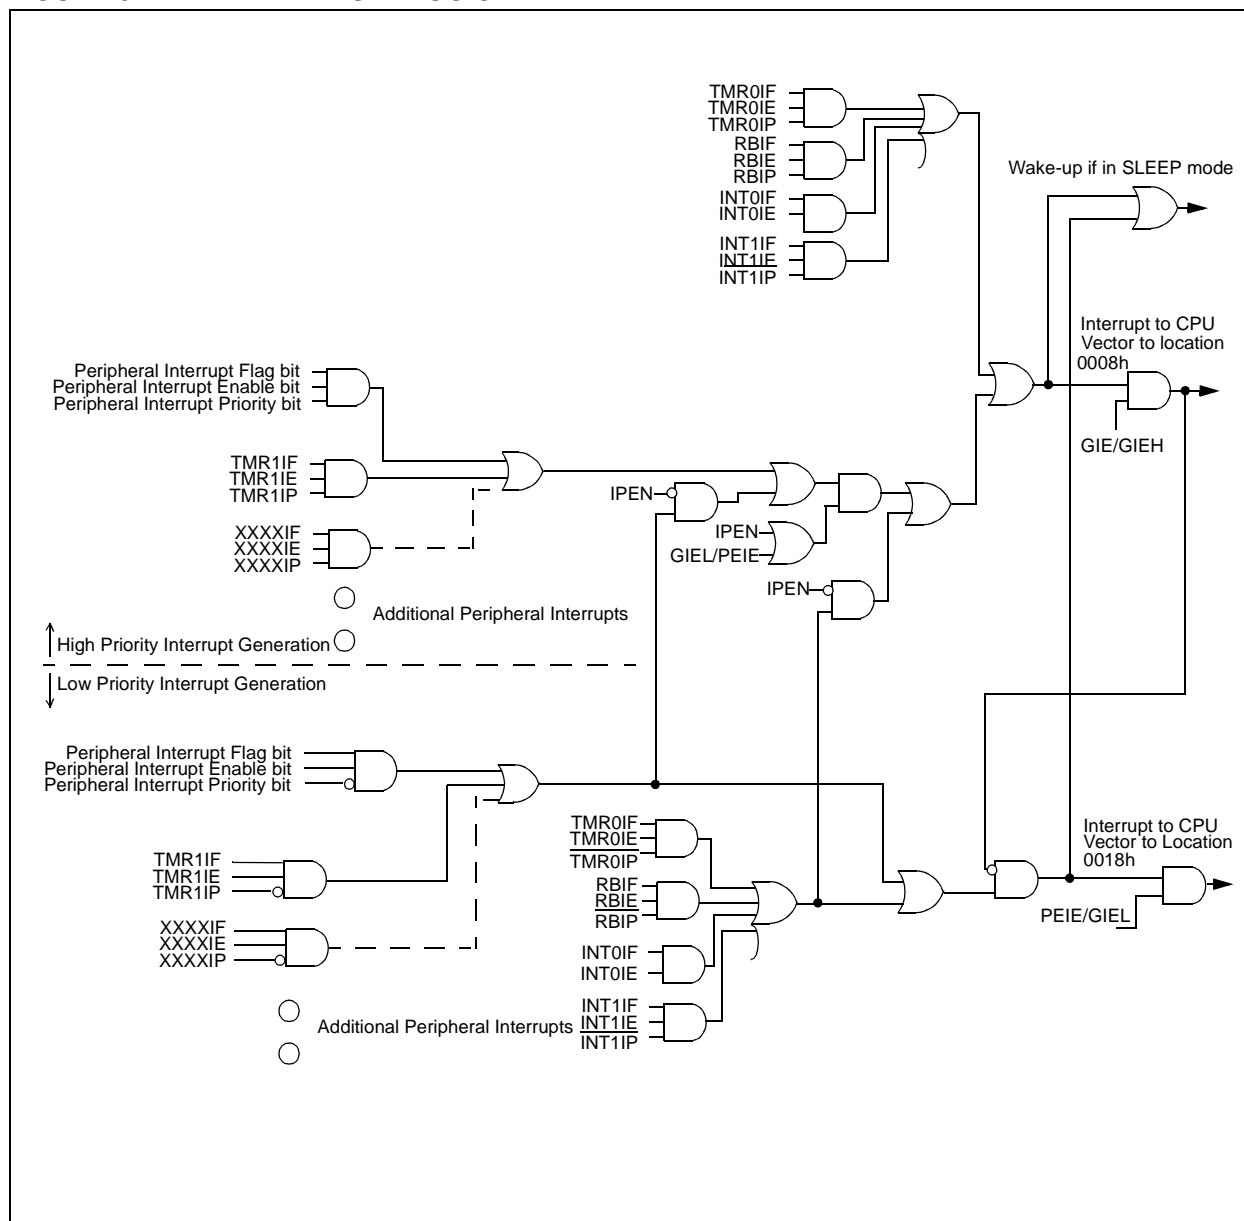 TMR0IF
TMR0IE
TMR0IP
RBIF
RBIE
RBIP
INT0IF
INT0IE
INT1IF
INT1IE
INT1IP
Wake-up if in SLEEP mode
Interrupt to CPU
Vector to location
0008h
GIE/GIEH
Peripheral Interrupt Flag bit
Peripheral Interrupt Enable bit
Peripheral Interrupt Priority bit
TMR1IF
TMR1IE
TMR1IP
XXXXIF
XXXXIE
XXXXIP
IPEN
IPEN
GIEL/PEIE
IPEN
Additional Peripheral Interrupts
High Priority Interrupt Generation
Low Priority Interrupt Generation
Peripheral Interrupt Flag bit
Peripheral Interrupt Enable bit
Peripheral Interrupt Priority bit
TMR1IF
TMR1IE
TMR1IP
XXXXIF
XXXXIE
XXXXIP
TMR0IF
TMR0IE
TMR0IP
RBIF
RBIE
RBIP
INT0IF
INT0IE
INT1IF
INT1IE
INT1IP
Additional Peripheral Interrupts
Interrupt to CPU
Vector to Location
0018h
PEIE/GIEL